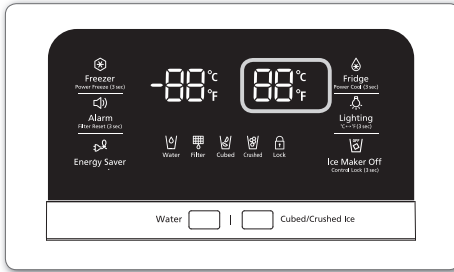 Freezer
Power Freeze (3 sec)
Alarm
Filter Reset (3 sec)
Energy Saver
-88 °C °F
88 °C °F
Fridge
Power Cool (3 sec)
Lighting
°C↔°F(3 sec)
OFF
Ice Maker Off
Control Lock (3 sec)
Water Filter Cubed Crushed Lock
Water | Cubed/Crushed Ice